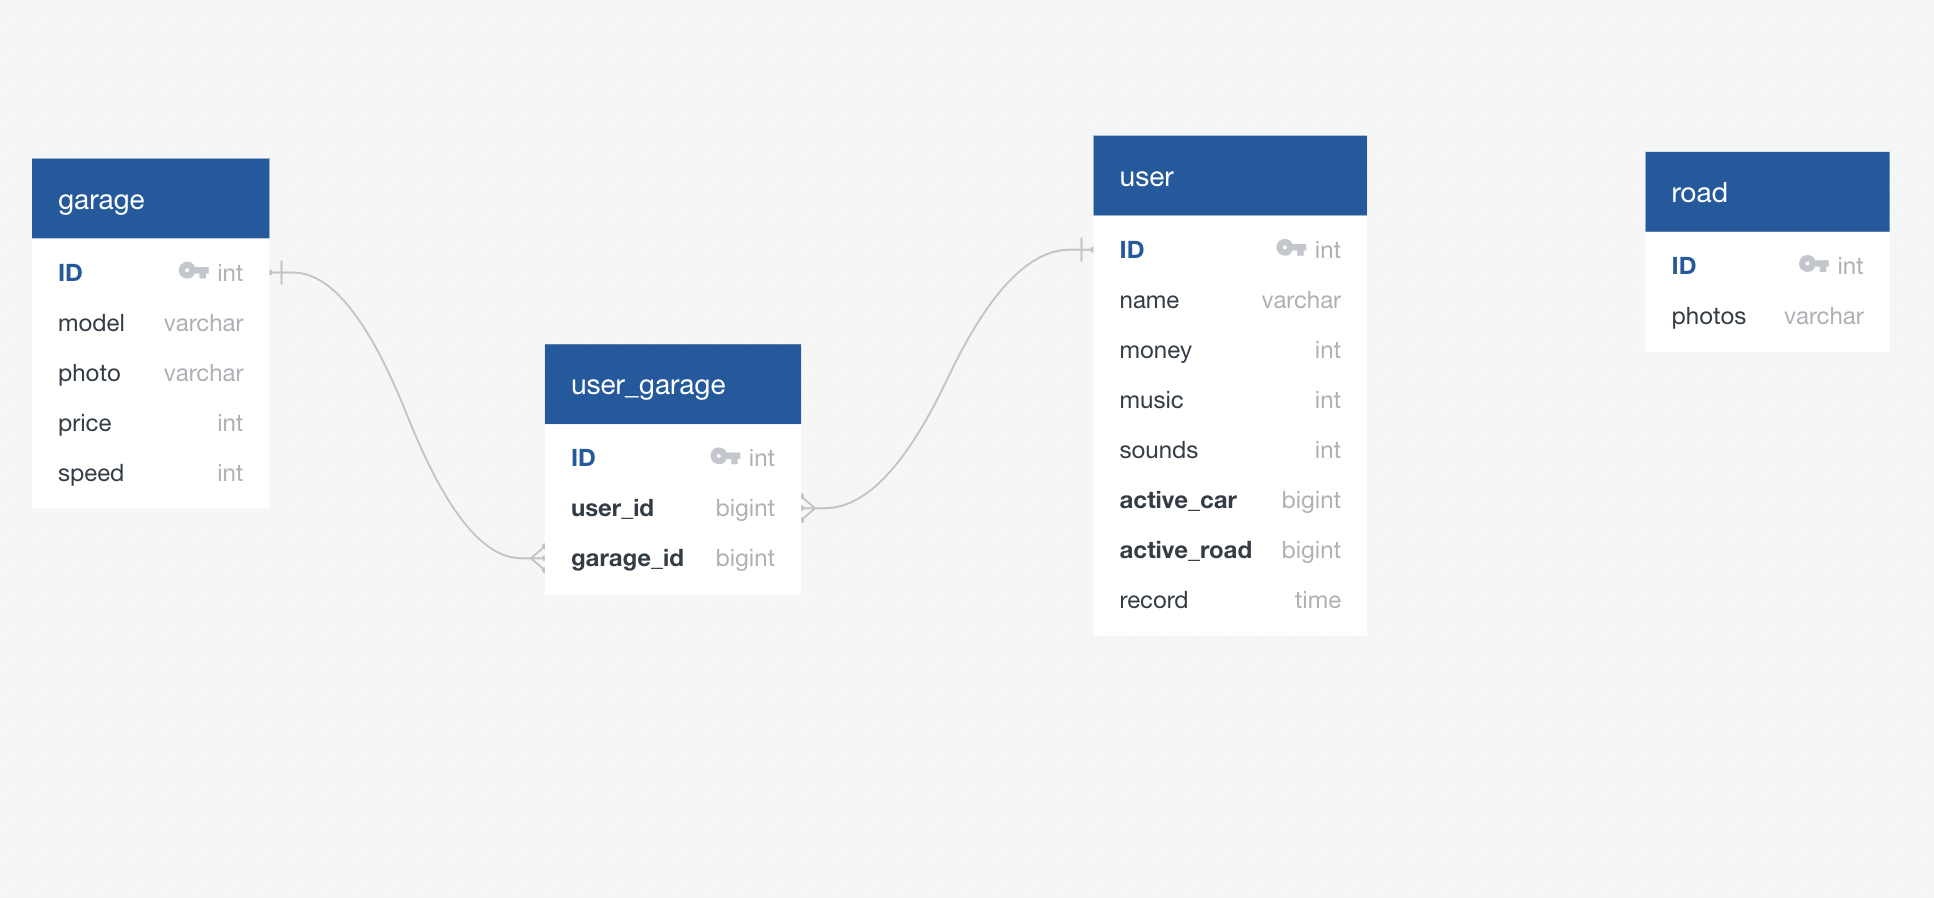 garage
ID int
model varchar
photo varchar
price int
speed int
user_garage
ID int
user_id bigint
garage_id bigint
user
ID int
name varchar
money int
music int
sounds int
active_car bigint
active_road bigint
record time
road
ID int
photos varchar